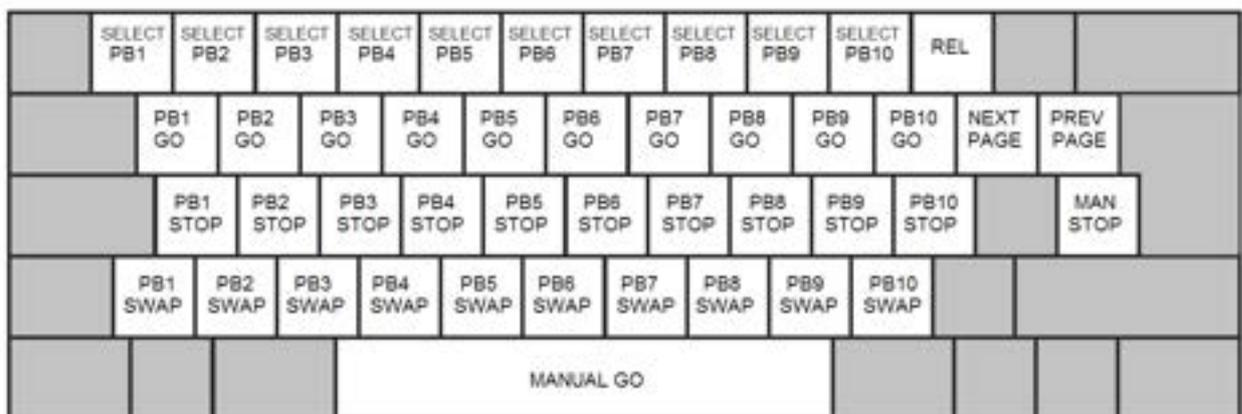 SELECT SELECT SELECT SELECT SELECT SELECT SELECT SELECT SELECT SELECT REL
PB1 PB2 PB3 PB4 PB5 PB6 PB7 PB8 PB9 PB10
PB1 PB2 PB3 PB4 PB5 PB6 PB7 PB8 PB9 PB10 NEXT PREV
GO GO GO GO GO GO GO GO GO GO PAGE PAGE
PB1 PB2 PB3 PB4 PB5 PB6 PB7 PB8 PB9 PB10 MAN
STOP STOP STOP STOP STOP STOP STOP STOP STOP STOP STOP
PB1 PB2 PB3 PB4 PB5 PB6 PB7 PB8 PB9 PB10
SWAP SWAP SWAP SWAP SWAP SWAP SWAP SWAP SWAP SWAP
MANUAL GO